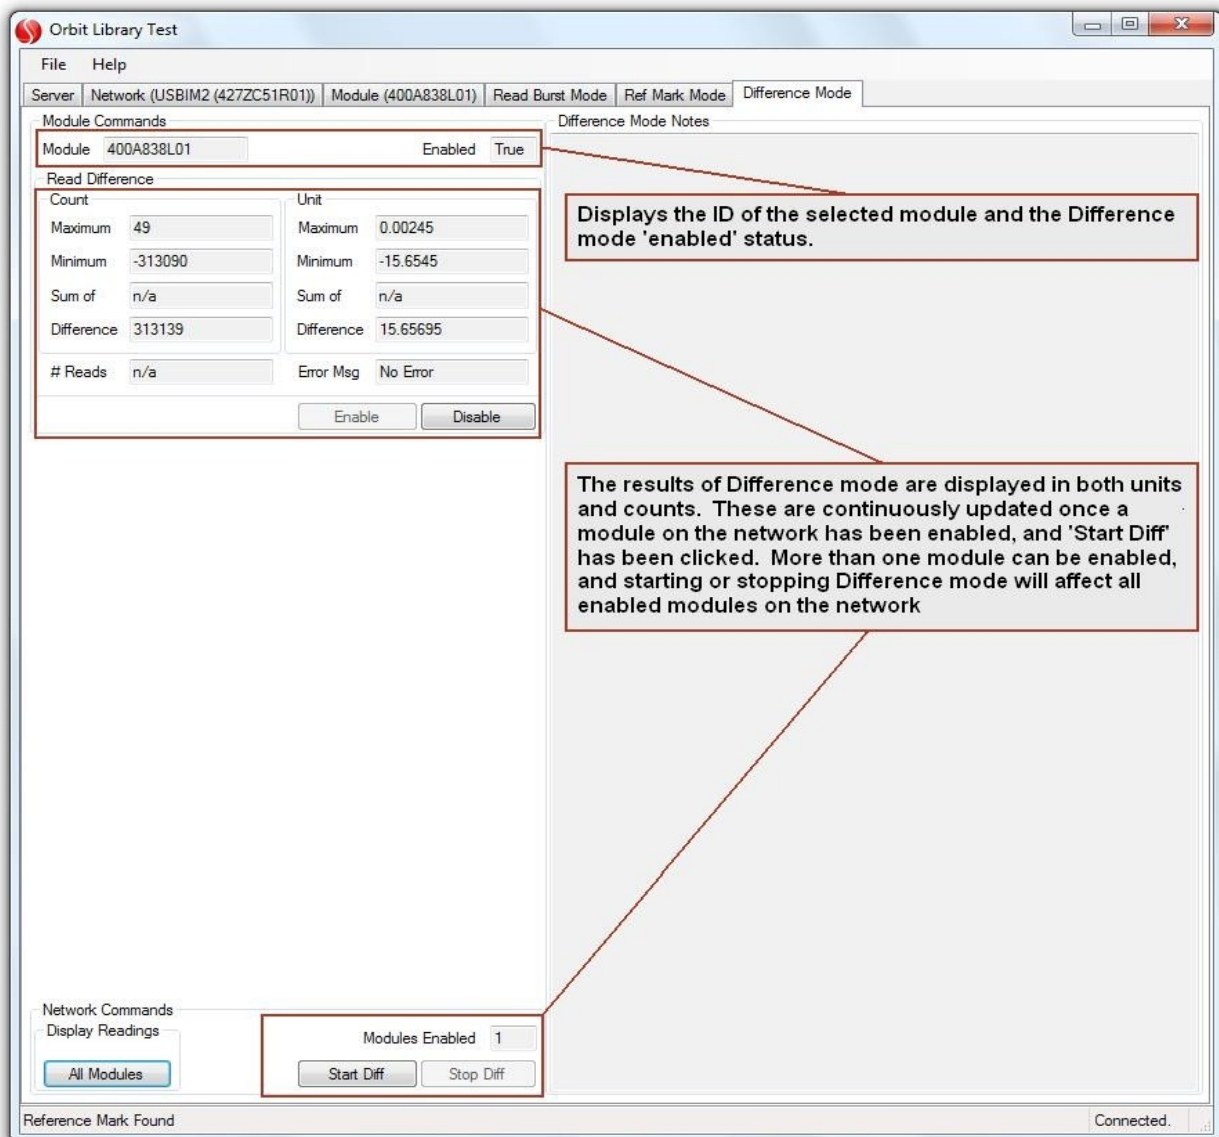 Orbit Library Test
File Help
Server Network (USBIM2 (427ZC51R01)) Module (400A838L01) Read Burst Mode Ref Mark Mode Difference Mode
Module Commands
Module 400A838L01 Enabled True
Read Difference
Count
Maximum 49
Minimum -313090
Sum of n/a
Difference 313139
Unit
Maximum 0.00245
Minimum -15.6545
Sum of n/a
Difference 15.65695
# Reads n/a Error Msg No Error
Enable Disable
Difference Mode Notes
Displays the ID of the selected module and the Difference
mode 'enabled' status.
The results of Difference mode are displayed in both units
and counts. These are continuously updated once a
module on the network has been enabled, and 'Start Diff'
has been clicked. More than one module can be enabled,
and starting or stopping Difference mode will affect all
enabled modules on the network
Network Commands
Display Readings
All Modules
Modules Enabled 1
Start Diff Stop Diff
Reference Mark Found Connected.